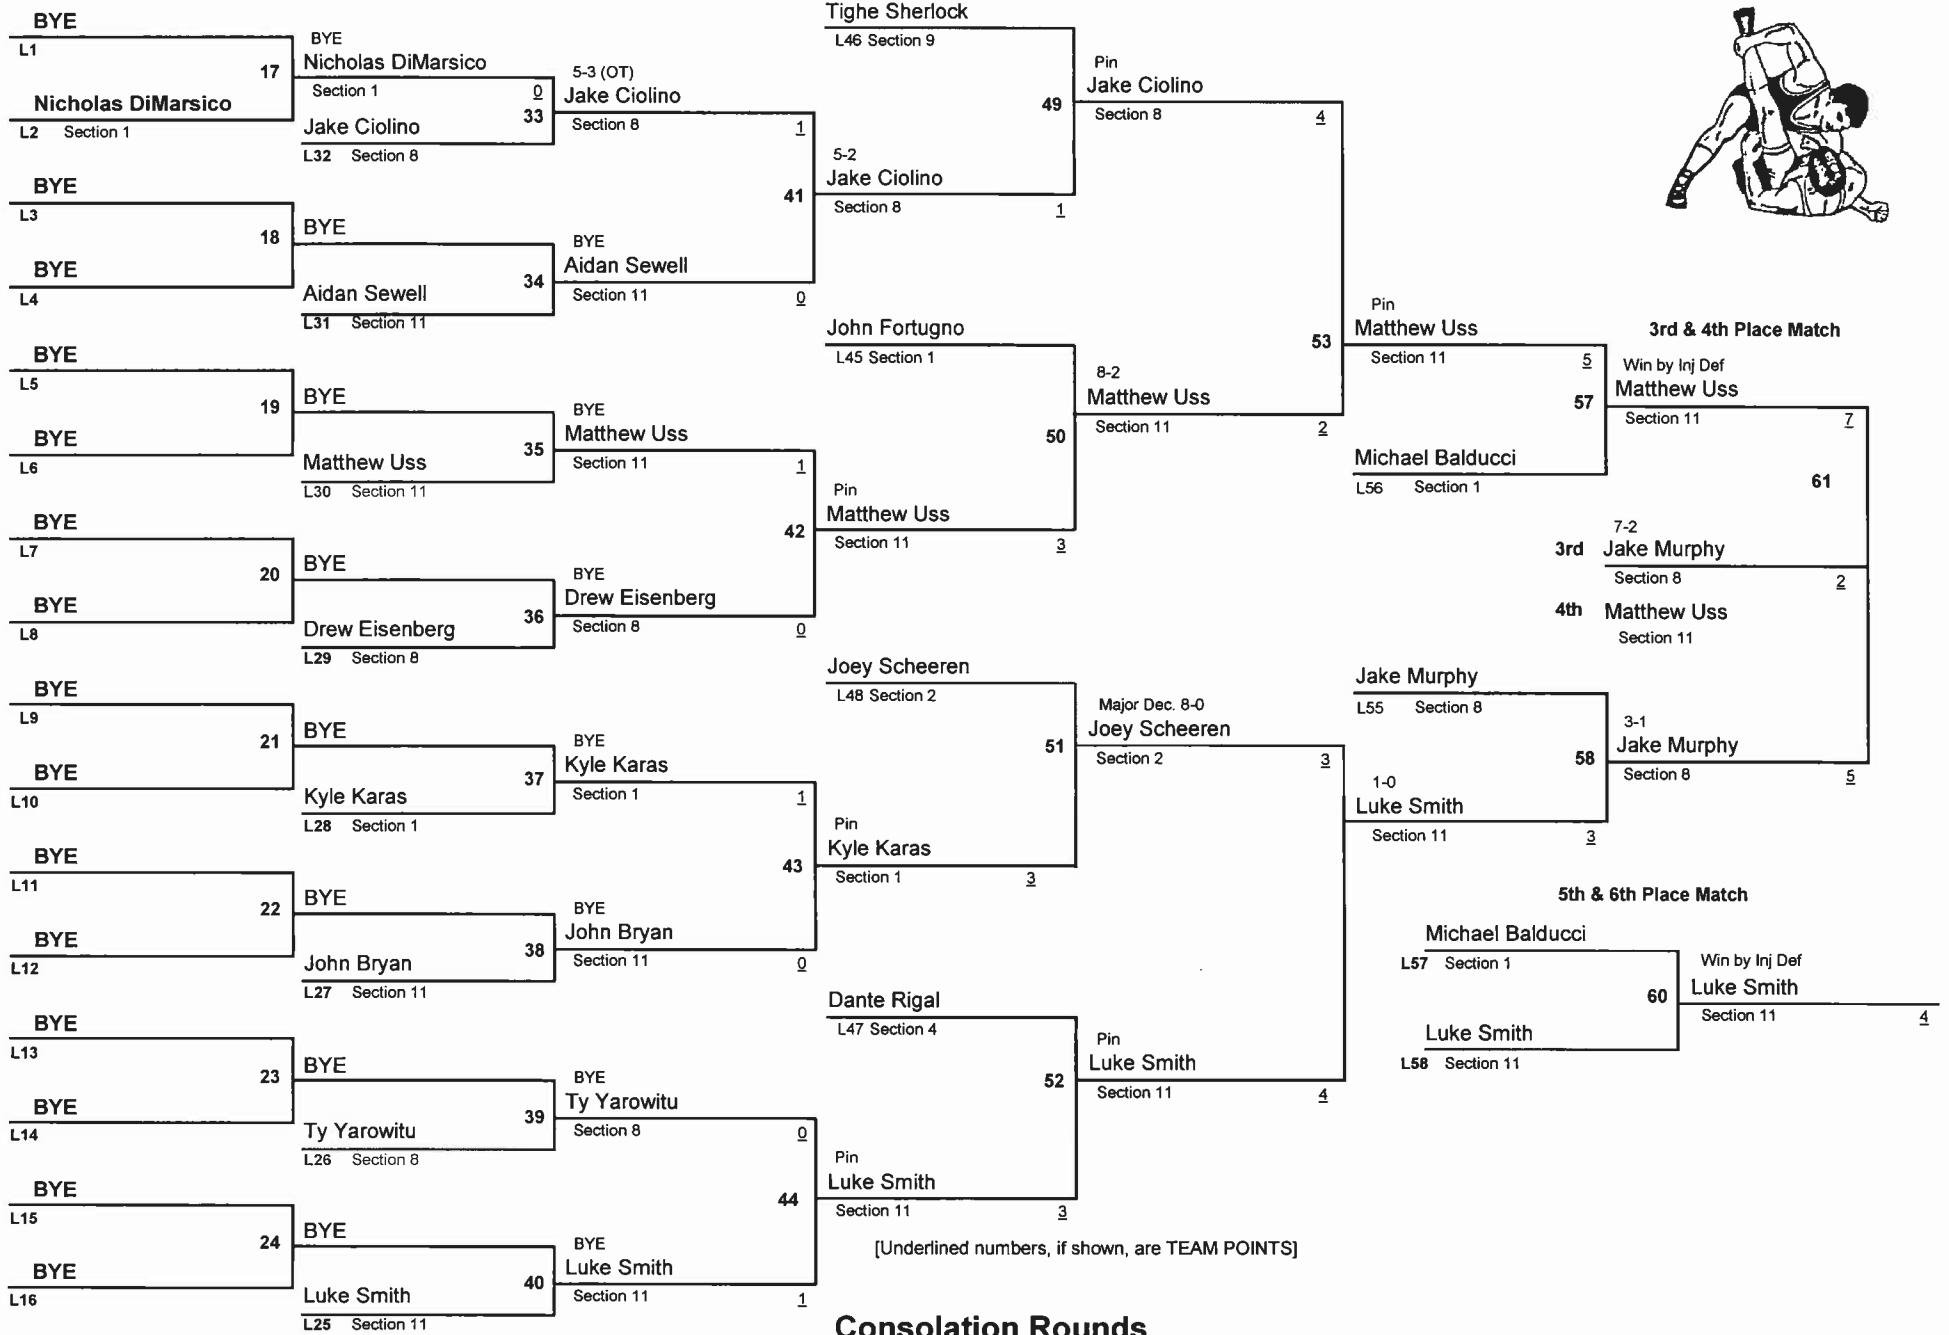 BYE
L1
17
Nicholas DiMarsico
L2 Section 1
BYE
L3
18
BYE
L4
BYE
L5
19
BYE
L6
BYE
L7
20
BYE
L8
BYE
L9
21
BYE
L10
BYE
L11
22
BYE
L12
BYE
L13
23
BYE
L14
BYE
L15
24
BYE
L16
BYE
Nicholas DiMarsico
Section 1 0
33
Jake Ciolino
L32 Section 8
BYE
34
Aidan Sewell
L31 Section 11
BYE
35
Matthew Uss
L30 Section 11
BYE
36
Drew Eisenberg
L29 Section 8
BYE
37
Kyle Karas
L28 Section 1
BYE
38
John Bryan
L27 Section 11
BYE
39
Ty Yarowitu
L26 Section 8
BYE
40
Luke Smith
L25 Section 11
5-3 (OT)
Jake Ciolino
Section 8 1
41
BYE
Aidan Sewell
Section 11 0
BYE
Matthew Uss
Section 11 1
42
BYE
Drew Eisenberg
Section 8 0
BYE
Kyle Karas
Section 1 1
43
BYE
John Bryan
Section 11 0
BYE
Ty Yarowitu
Section 8 0
44
BYE
Luke Smith
Section 11 1
Tighe Sherlock
L46 Section 9
49
5-2
Jake Ciolino
Section 8 1
John Fortugno
L45 Section 1
50
Pin
Matthew Uss
Section 11 3
Joey Scheeren
L48 Section 2
51
Pin
Kyle Karas
Section 1 3
Dante Rigal
L47 Section 4
52
Pin
Luke Smith
Section 11 3
Pin
Jake Ciolino
Section 8 4
53
8-2
Matthew Uss
Section 11 2
Major Dec. 8-0
Joey Scheeren
Section 2 3
Pin
Luke Smith
Section 11 4
Pin
Matthew Uss
Section 11 5
57
Michael Balducci
L56 Section 1
Jake Murphy
L55 Section 8
58
1-0
Luke Smith
Section 11 3
3rd & 4th Place Match
Win by Inj Def
Matthew Uss
Section 11 7
61
7-2
3rd Jake Murphy
Section 8 2
4th Matthew Uss
Section 11
3-1
Jake Murphy
Section 8 5
5th & 6th Place Match
Michael Balducci
L57 Section 1
60
Luke Smith
L58 Section 11
Win by Inj Def
Luke Smith
Section 11 4
[Underlined numbers, if shown, are TEAM POINTS]
Consolation Rounds